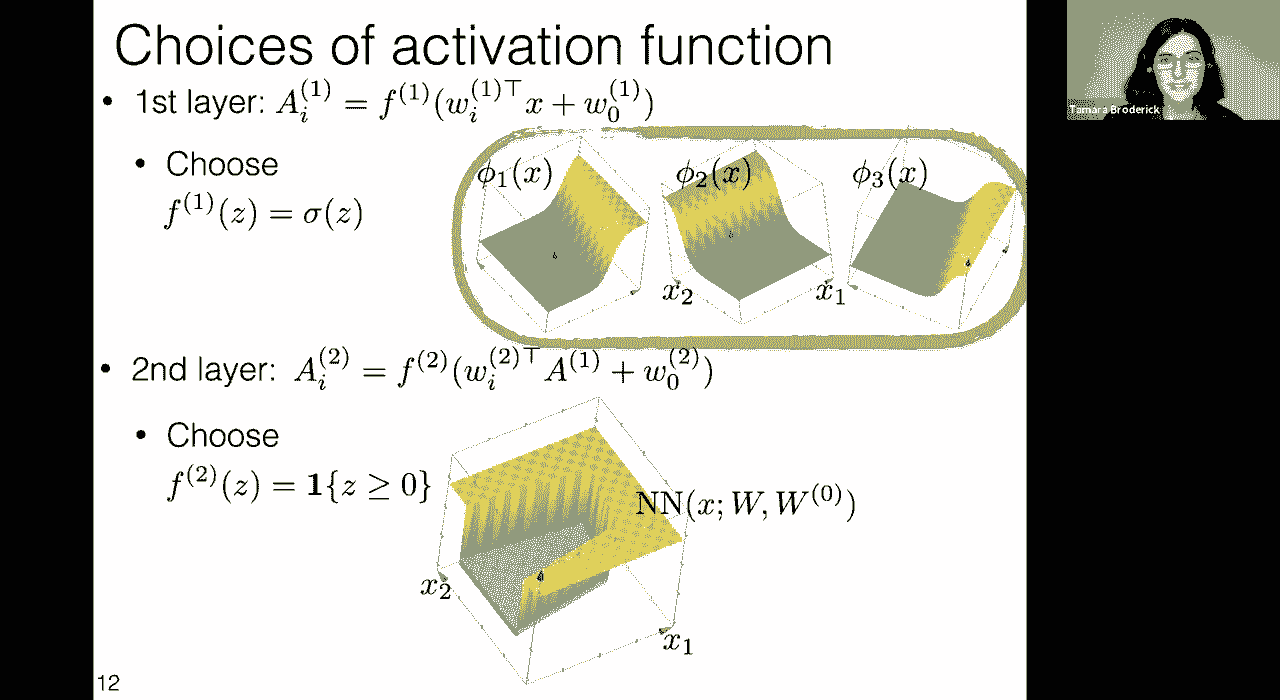 Choices of activation function
• 1st layer: $A_i^{(1)} = f^{(1)}(w_i^{(1)\top} x + w_0^{(1)})$
• Choose
$f^{(1)}(z) = \sigma(z)$
$\phi_1(x)$ $\phi_2(x)$ $\phi_3(x)$
$x_2$ $x_1$
• 2nd layer: $A_i^{(2)} = f^{(2)}(w_i^{(2)\top} A^{(1)} + w_0^{(2)})$
• Choose
$f^{(2)}(z) = \mathbf{1}\{z \geq 0\}$
$\mathrm{NN}(x; W, W^{(0)})$
$x_2$
$x_1$
12
Tamara Broderick